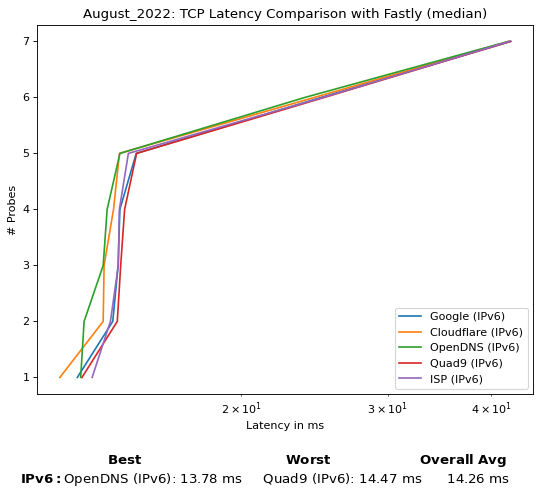 August_2022: TCP Latency Comparison with Fastly (median)
7
6
5
4
3
2
1
# Probes
Google (IPv6)
Cloudflare (IPv6)
OpenDNS (IPv6)
Quad9 (IPv6)
ISP (IPv6)
2 × 10¹ 3 × 10¹ 4 × 10¹
Latency in ms
Best Worst Overall Avg
IPv6: OpenDNS (IPv6): 13.78 ms Quad9 (IPv6): 14.47 ms 14.26 ms